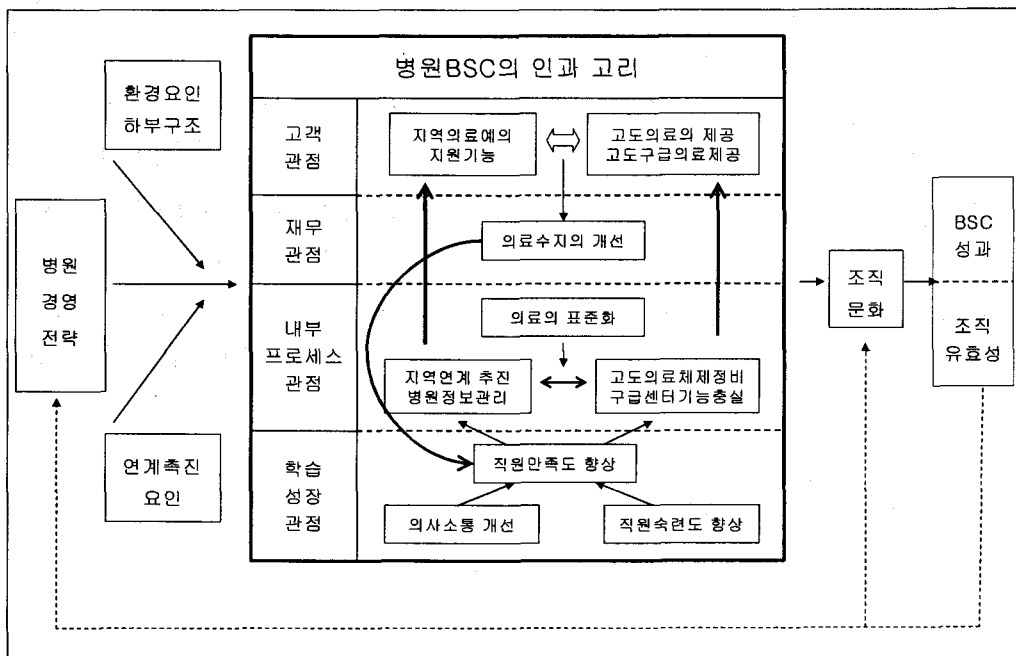 병원BSC의 인과 고리
환경요인
하부구조
고객
관점
지역의료예의
지원기능
고도의료의 제공
고도구급의료제공
병원
경영
전략
재무
관점
의료수지의 개선
조직
문화
BSC
성과
조직
유효성
내부
프로세스
관점
의료의 표준화
지역연계 추진
병원정보관리
고도의료체제정비
구급센터기능충실
연계촉진
요인
학습
성장
관점
직원만족도 향상
의사소통 개선
직원숙련도 향상